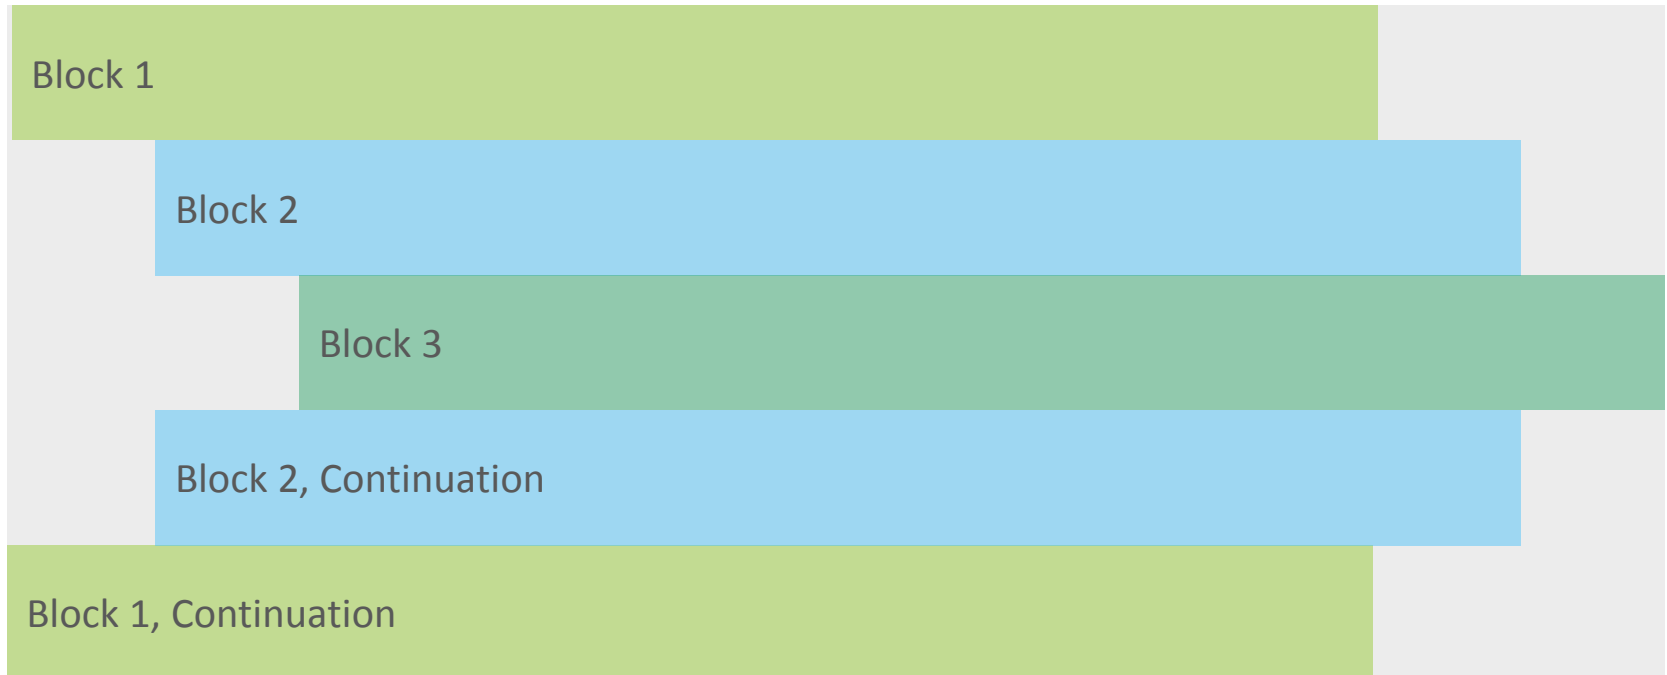 Block 1
Block 2
Block 3
Block 2, Continuation
Block 1, Continuation